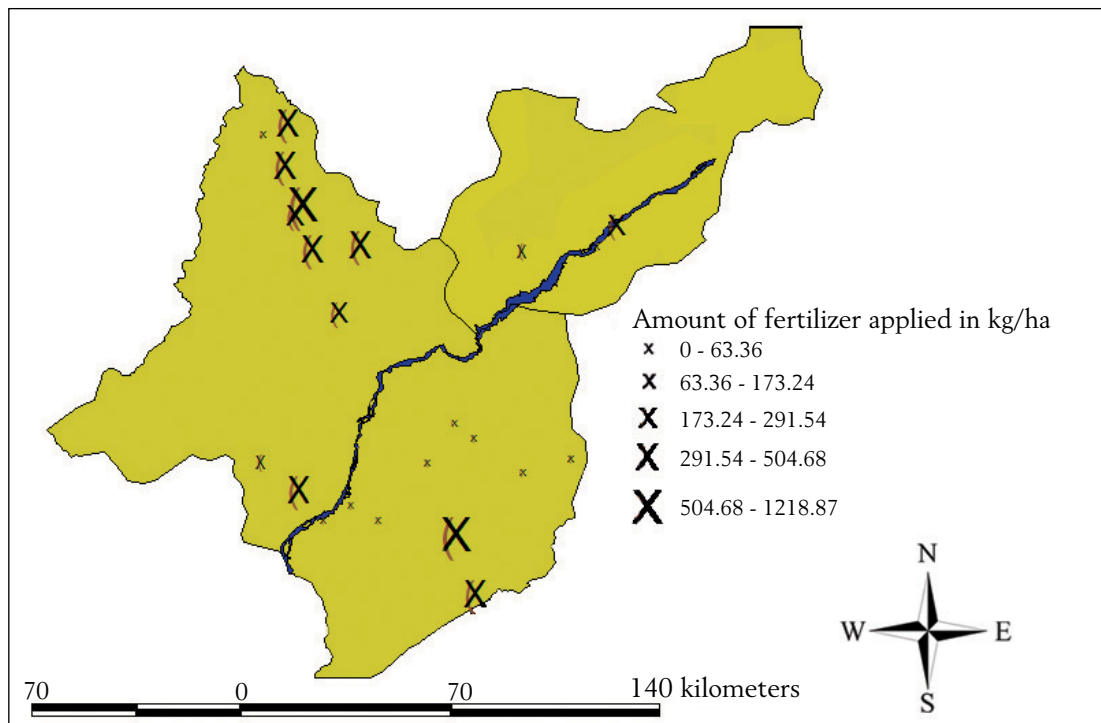 Amount of fertilizer applied in kg/ha
x 0 - 63.36
x 63.36 - 173.24
X 173.24 - 291.54
X 291.54 - 504.68
X 504.68 - 1218.87
N
W E
S
70 0 70 140 kilometers